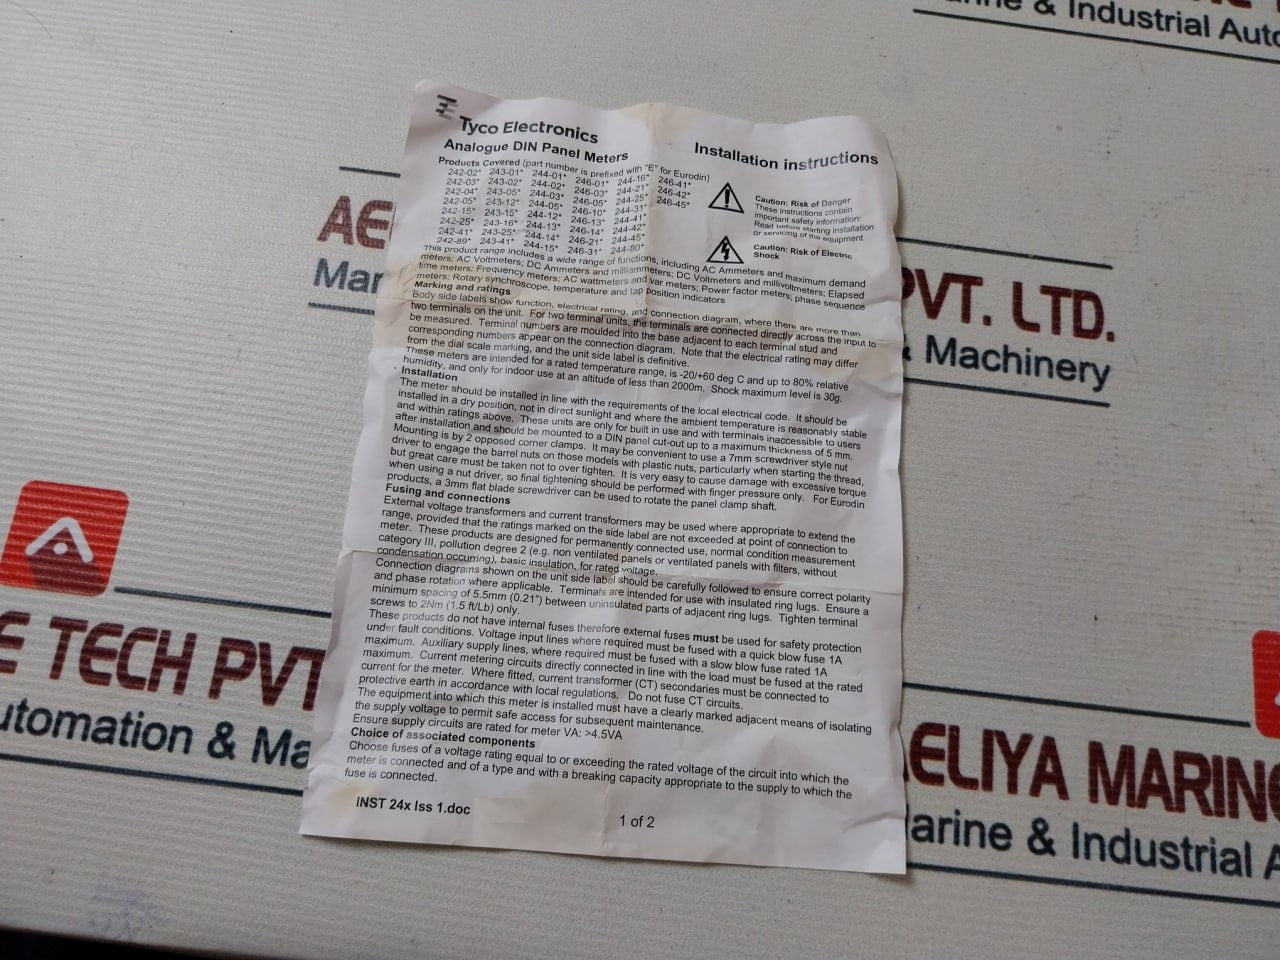 rine & Industrial Auto
Tyco Electronics
Analogue DIN Panel Meters
Installation instructions
Products Covered (part number is prefixed with "E" for Eurodin)
242-02* 243-01* 244-01* 246-01* 244-16* 246-41*
242-03* 243-02* 244-02* 246-03* 244-21* 246-42*
242-04* 243-05* 244-03* 246-05* 244-25* 246-45*
242-05* 243-12* 244-05* 246-10* 244-31*
242-15* 243-15* 244-12* 246-13* 244-41*
242-25* 243-16* 244-13* 246-14* 244-42*
242-41* 243-25* 244-14* 246-21* 244-45*
242-89* 243-41* 244-15* 246-31* 244-80*
Caution: Risk of Danger
These instructions contain
important safety information:
Read before starting installation
or servicing of the equipment
Caution: Risk of Electric
Shock
This product range includes a wide range of functions, including AC Ammeters and maximum demand
meters; AC Voltmeters; DC Ammeters and milliammeters; DC Voltmeters and millivoltmeters; Elapsed
time meters; Frequency meters; AC wattmeters and var meters; Power factor meters; phase sequence
meters; Rotary synchroscope, temperature and tap position indicators
Marking and ratings
Body side labels show function, electrical rating, and connection diagram, where there are more than
two terminals on the unit. For two terminal units, the terminals are connected directly across the input to
be measured. Terminal numbers are moulded into the base adjacent to each terminal stud and
corresponding numbers appear on the connection diagram. Note that the electrical rating may differ
from the dial scale marking, and the unit side label is definitive.
These meters are intended for a rated temperature range, is -20/+60 deg C and up to 80% relative
humidity, and only for indoor use at an altitude of less than 2000m. Shock maximum level is 30g.
Installation
The meter should be installed in line with the requirements of the local electrical code. It should be
installed in a dry position, not in direct sunlight and where the ambient temperature is reasonably stable
and within ratings above. These units are only for built in use and with terminals inaccessible to users
after installation and should be mounted to a DIN panel cut-out up to a maximum thickness of 5 mm.
Mounting is by 2 opposed corner clamps. It may be convenient to use a 7mm screwdriver style nut
driver to engage the barrel nuts on those models with plastic nuts, particularly when starting the thread,
but great care must be taken not to over tighten. It is very easy to cause damage with excessive torque
when using a nut driver, so final tightening should be performed with finger pressure only. For Eurodin
products, a 3mm flat blade screwdriver can be used to rotate the panel clamp shaft.
Fusing and connections
External voltage transformers and current transformers may be used where appropriate to extend the
range, provided that the ratings marked on the side label are not exceeded at point of connection to
meter. These products are designed for permanently connected use, normal condition measurement
category III, pollution degree 2 (e.g. non ventilated panels or ventilated panels with filters, without
condensation occurring), basic insulation, for rated voltage.
Connection diagrams shown on the unit side label should be carefully followed to ensure correct polarity
and phase rotation where applicable. Terminals are intended for use with insulated ring lugs. Ensure a
minimum spacing of 5.5mm (0.21") between uninsulated parts of adjacent ring lugs. Tighten terminal
screws to 2Nm (1.5 ft/Lb) only.
These products do not have internal fuses therefore external fuses must be used for safety protection
under fault conditions. Voltage input lines where required must be fused with a quick blow fuse 1A
maximum. Auxiliary supply lines, where required must be fused with a slow blow fuse rated 1A
maximum. Current metering circuits directly connected in line with the load must be fused at the rated
current for the meter. Where fitted, current transformer (CT) secondaries must be connected to
protective earth in accordance with local regulations. Do not fuse CT circuits.
The equipment into which this meter is installed must have a clearly marked adjacent means of isolating
the supply voltage to permit safe access for subsequent maintenance.
Ensure supply circuits are rated for meter VA: >4.5VA
Choice of associated components
Choose fuses of a voltage rating equal to or exceeding the rated voltage of the circuit into which the
meter is connected and of a type and with a breaking capacity appropriate to the supply to which the
fuse is connected.
INST 24x Iss 1.doc
1 of 2
AE
Mar
PVT. LTD.
& Machinery
E TECH PVT
utomation & Ma
AELIYA MARINE
arine & Industrial A